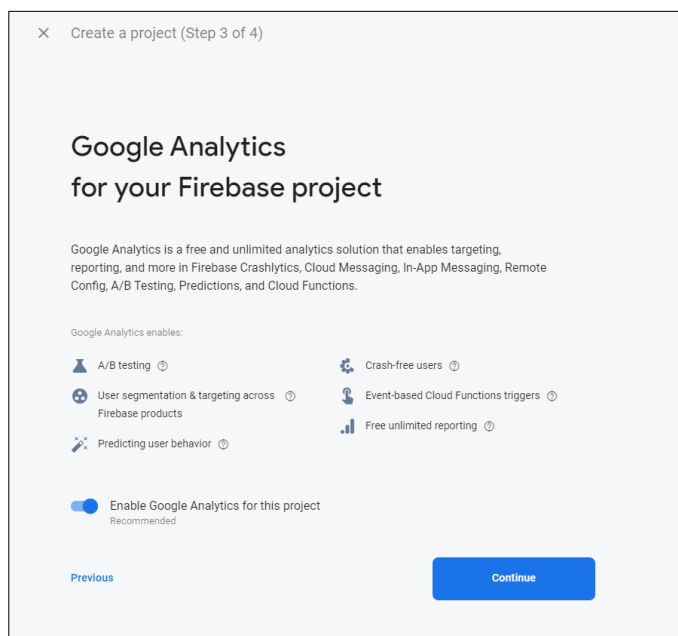 Create a project (Step 3 of 4)
Google Analytics
for your Firebase project
Google Analytics is a free and unlimited analytics solution that enables targeting,
reporting, and more in Firebase Crashlytics, Cloud Messaging, In-App Messaging, Remote
Config, A/B Testing, Predictions, and Cloud Functions.
Google Analytics enables:
A/B testing
User segmentation & targeting across
Firebase products
Predicting user behavior
Crash-free users
Event-based Cloud Functions triggers
Free unlimited reporting
Enable Google Analytics for this project
Recommended
Previous
Continue